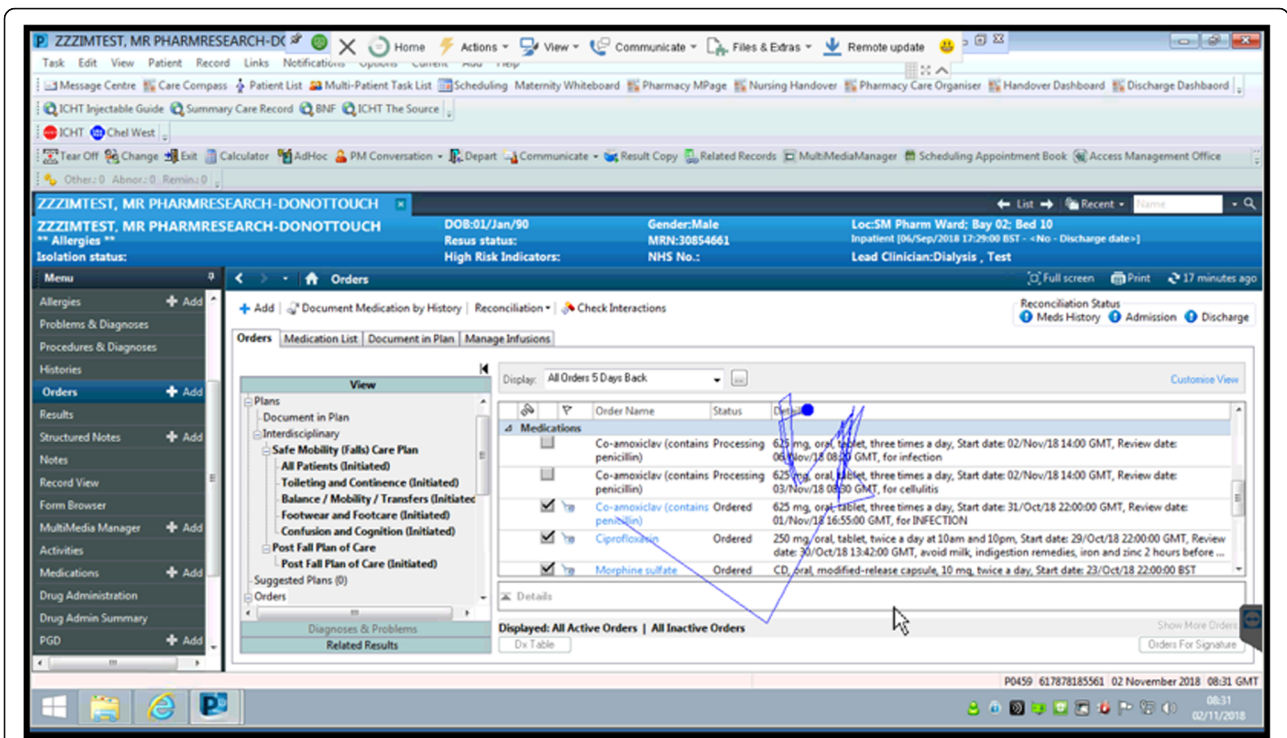 ZZZIMTEST, MR PHARMRESEARCH-DO
Home Actions View Communicate Files & Extras Remote update
Task Edit View Patient Record Links Notifications Options Current Add Help
Message Centre Care Compass Patient List Multi-Patient Task List Scheduling Maternity Whiteboard Pharmacy MPage Nursing Handover Pharmacy Care Organiser Handover Dashboard Discharge Dashbaord
ICHT Injectable Guide Summary Care Record BNF ICHT The Source
ICHT Chel West
Tear Off Change Exit Calculator AdHoc PM Conversation Depart Communicate Result Copy Related Records MultiMediaManager Scheduling Appointment Book Access Management Office
Other: 0 Abnor.: 0 Remin.: 0
ZZZIMTEST, MR PHARMRESEARCH-DONOTTOUCH List Recent Name
ZZZIMTEST, MR PHARMRESEARCH-DONOTTOUCH DOB:01/Jan/90 Gender:Male Loc:SM Pharm Ward; Bay 02; Bed 10
** Allergies ** Resus status: MRN:30854661 Inpatient [06/Sep/2018 17:29:00 BST - <No - Discharge date>]
Isolation status: High Risk Indicators: NHS No.: Lead Clinician:Dialysis , Test
Menu
Orders Full screen Print 17 minutes ago
Allergies Add
Problems & Diagnoses
Procedures & Diagnoses
Histories
Orders Add
Results
Structured Notes Add
Notes
Record View
Form Browser
MultiMedia Manager Add
Activities
Medications Add
Drug Administration
Drug Admin Summary
PGD Add
Add Document Medication by History Reconciliation Check Interactions
Reconciliation Status
Meds History Admission Discharge
Orders Medication List Document in Plan Manage Infusions
View
Plans
Document in Plan
Interdisciplinary
Safe Mobility (Falls) Care Plan
All Patients (Initiated)
Toileting and Continence (Initiated)
Balance / Mobility / Transfers (Initiated
Footwear and Footcare (Initiated)
Confusion and Cognition (Initiated)
Post Fall Plan of Care
Post Fall Plan of Care (Initiated)
Suggested Plans (0)
Orders
Diagnoses & Problems
Related Results
Display: All Orders 5 Days Back ... Customise View
Order Name Status Details
Medications
Co-amoxiclav (contains Processing 625 mg, oral, tablet, three times a day, Start date: 02/Nov/18 14:00 GMT, Review date:
penicillin) 06/Nov/18 08:30 GMT, for infection
Co-amoxiclav (contains Processing 625 mg, oral, tablet, three times a day, Start date: 02/Nov/18 14:00 GMT, Review date:
penicillin) 03/Nov/18 08:30 GMT, for cellulitis
Co-amoxiclav (contains Ordered 625 mg, oral, tablet, three times a day, Start date: 31/Oct/18 22:00:00 GMT, Review date:
penicillin) 01/Nov/18 16:55:00 GMT, for INFECTION
Ciprofloxacin Ordered 250 mg, oral, tablet, twice a day at 10am and 10pm, Start date: 29/Oct/18 22:00:00 GMT, Review
date: 30/Oct/18 13:42:00 GMT, avoid milk, indigestion remedies, iron and zinc 2 hours before ...
Morphine sulfate Ordered CD, oral, modified-release capsule, 10 mg, twice a day, Start date: 23/Oct/18 22:00:00 BST
Details
Displayed: All Active Orders | All Inactive Orders Show More Orders
Dx Table Orders For Signature
P0459 617878185561 02 November 2018 08:31 GMT
08:31
02/11/2018